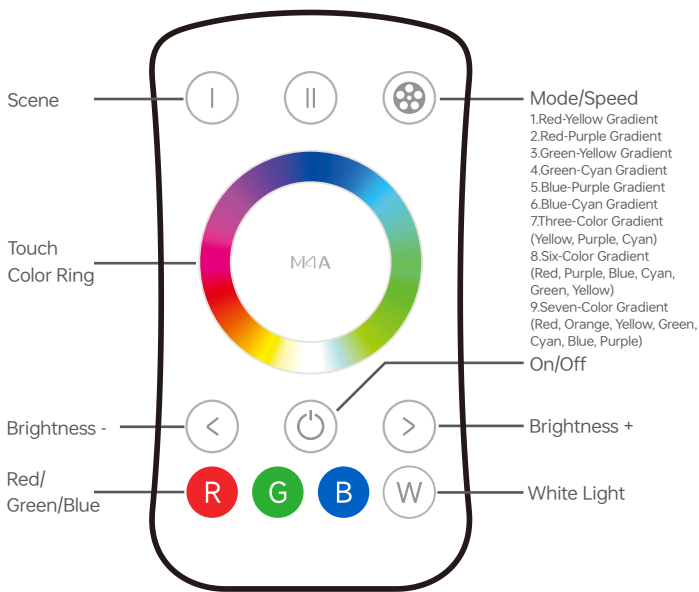 Scene
I
II
Mode/Speed
1.Red-Yellow Gradient
2.Red-Purple Gradient
3.Green-Yellow Gradient
4.Green-Cyan Gradient
5.Blue-Purple Gradient
6.Blue-Cyan Gradient
7.Three-Color Gradient
(Yellow, Purple, Cyan)
8.Six-Color Gradient
(Red, Purple, Blue, Cyan,
Green, Yellow)
9.Seven-Color Gradient
(Red, Orange, Yellow, Green,
Cyan, Blue, Purple)
Touch
Color Ring
M4A
On/Off
Brightness -
<
>
Brightness +
Red/
Green/Blue
R
G
B
W
White Light